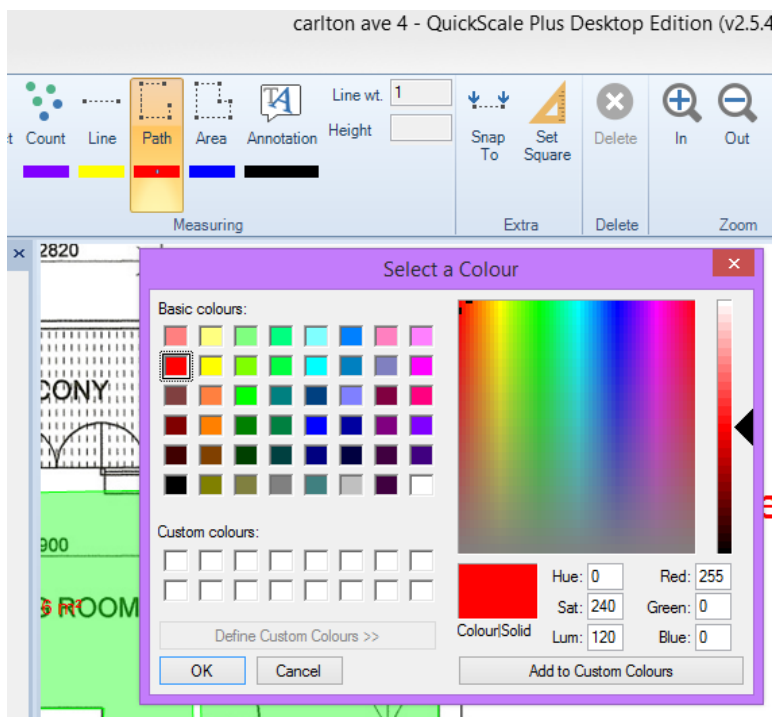 carlton ave 4 - QuickScale Plus Desktop Edition (v2.5.4
Count Line Path Area Annotation
Line wt. 1
Height
Snap To
Set Square
Delete
In
Out
Measuring
Extra
Delete
Zoom
2820
CONY
900
ROOM
Select a Colour
Basic colours:
Custom colours:
Define Custom Colours >>
OK
Cancel
Colour|Solid
Hue: 0
Sat: 240
Lum: 120
Red: 255
Green: 0
Blue: 0
Add to Custom Colours